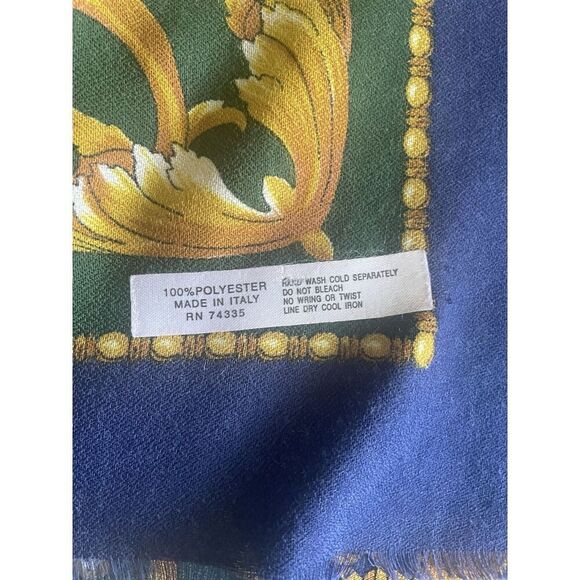 100%POLYESTER
MADE IN ITALY
RN 74335
HAND WASH COLD SEPARATELY
DO NOT BLEACH
NO WRING OR TWIST
LINE DRY COOL IRON